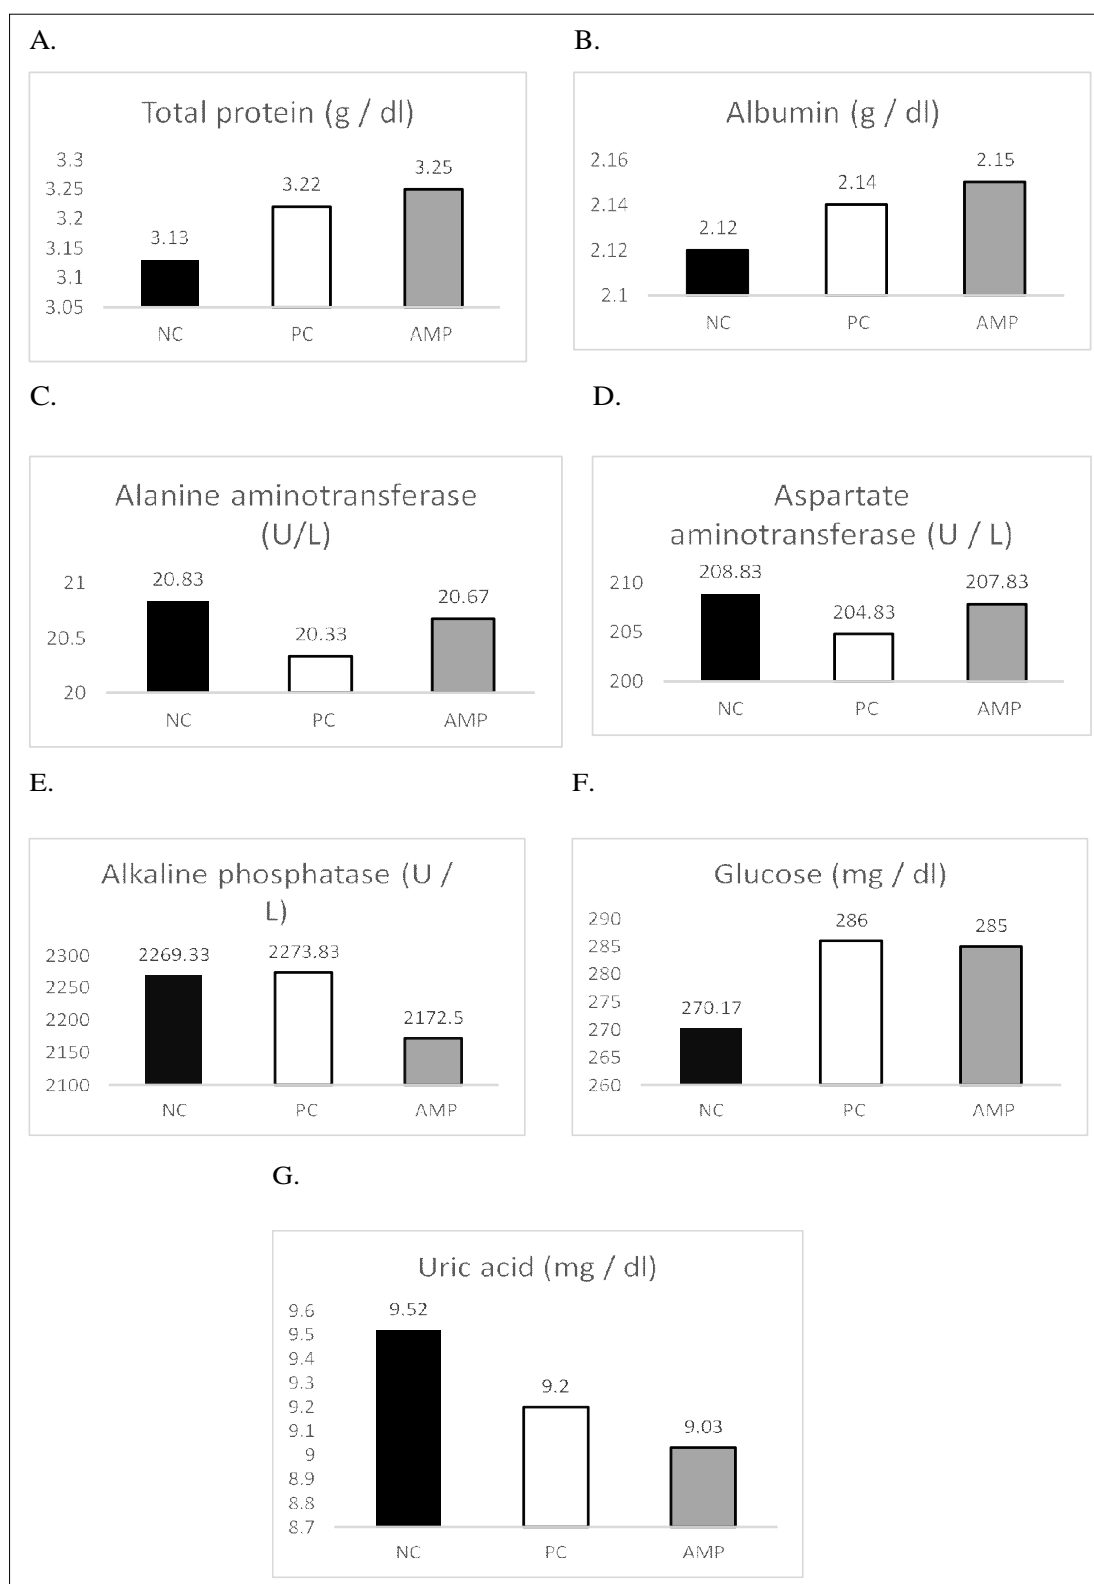 A.
Total protein (g / dl)
3.3
3.25
3.2
3.15
3.1
3.05
3.13
3.22
3.25
NC
PC
AMP
B.
Albumin (g / dl)
2.16
2.14
2.12
2.1
2.12
2.14
2.15
NC
PC
AMP
C.
Alanine aminotransferase
(U/L)
21
20.5
20
20.83
20.33
20.67
NC
PC
AMP
D.
Aspartate
aminotransferase (U / L)
210
205
200
208.83
204.83
207.83
NC
PC
AMP
E.
Alkaline phosphatase (U /
L)
2300
2250
2200
2150
2100
2269.33
2273.83
2172.5
NC
PC
AMP
F.
Glucose (mg / dl)
290
285
280
275
270
265
260
270.17
286
285
NC
PC
AMP
G.
Uric acid (mg / dl)
9.6
9.5
9.4
9.3
9.2
9.1
9
8.9
8.8
8.7
9.52
9.2
9.03
NC
PC
AMP